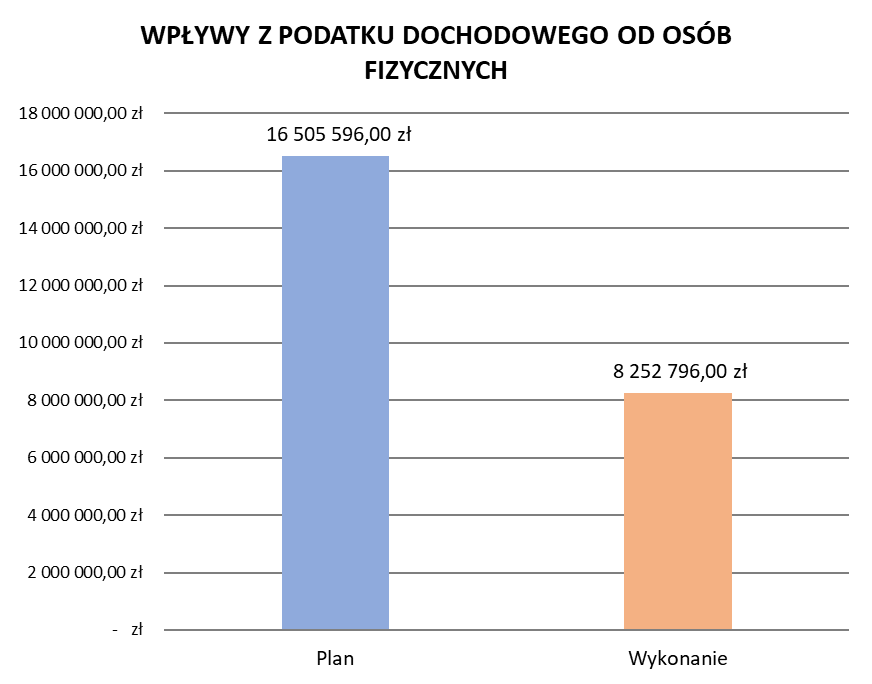 WPŁYWY Z PODATKU DOCHODOWEGO OD OSÓB
FIZYCZNYCH
18 000 000,00 zł
16 505 596,00 zł
16 000 000,00 zł
14 000 000,00 zł
12 000 000,00 zł
10 000 000,00 zł
8 252 796,00 zł
8 000 000,00 zł
6 000 000,00 zł
4 000 000,00 zł
2 000 000,00 zł
- zł
Plan
Wykonanie